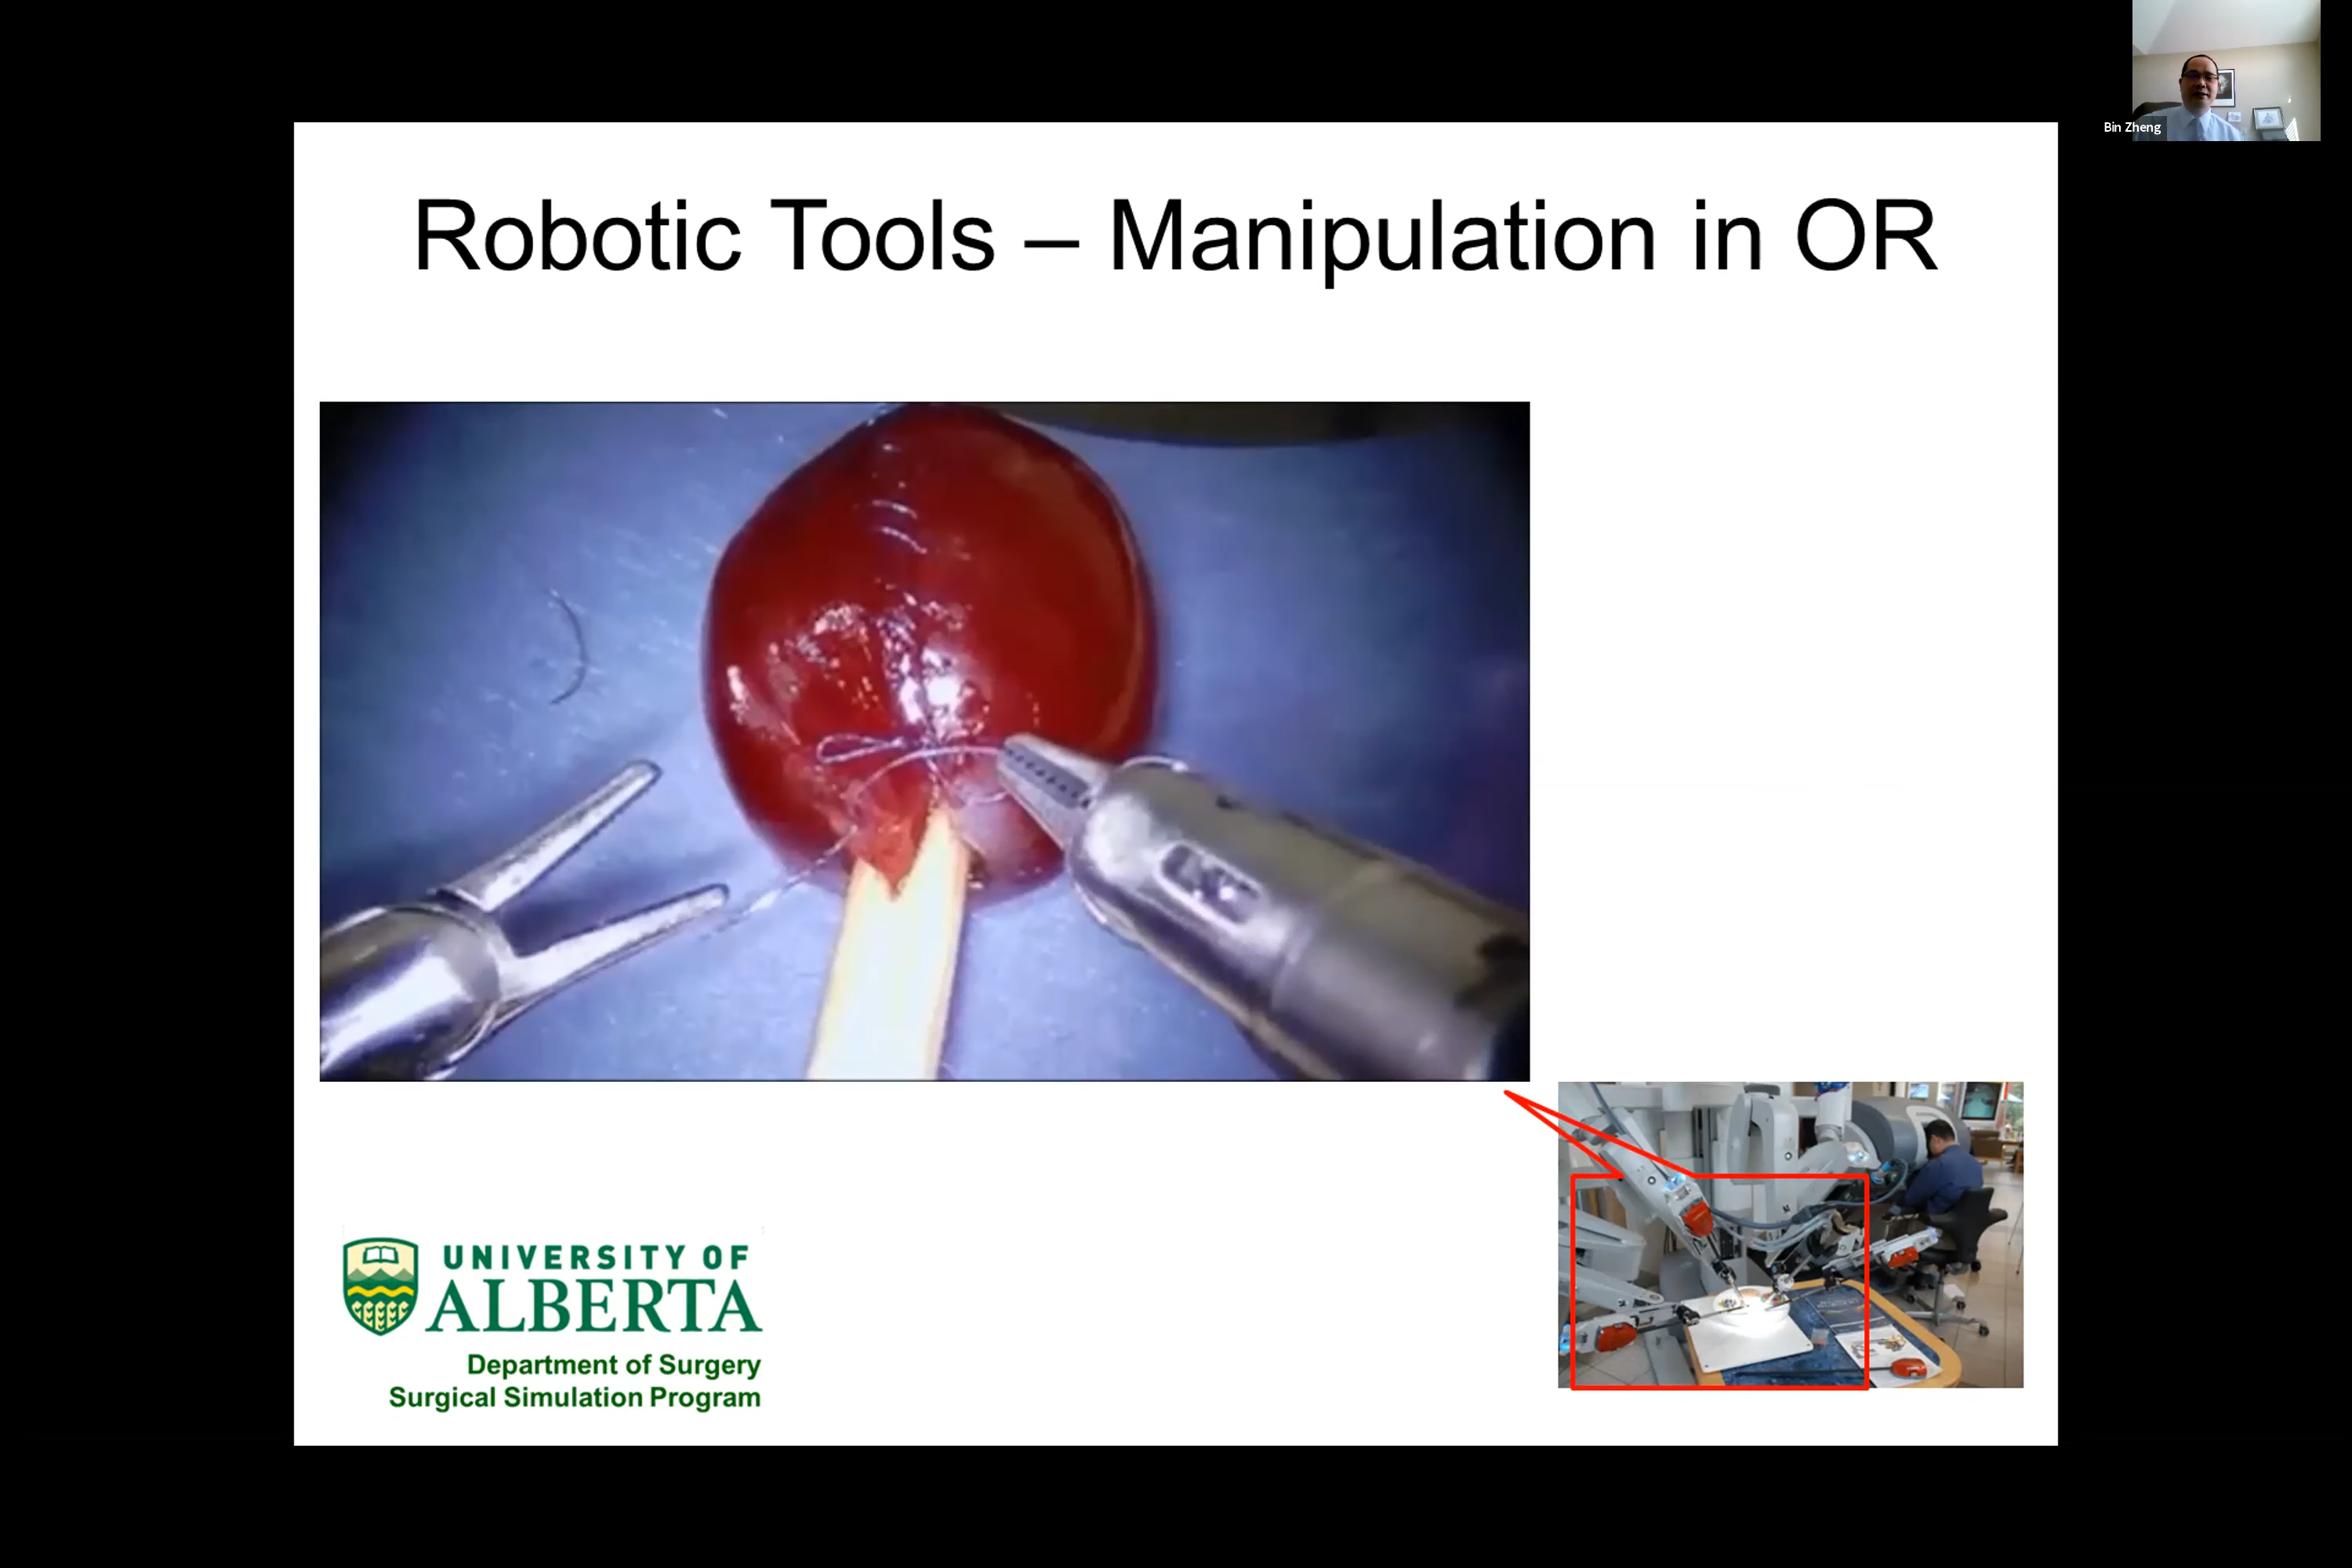 Bin Zheng
Robotic Tools – Manipulation in OR
UNIVERSITY OF
ALBERTA
Department of Surgery
Surgical Simulation Program